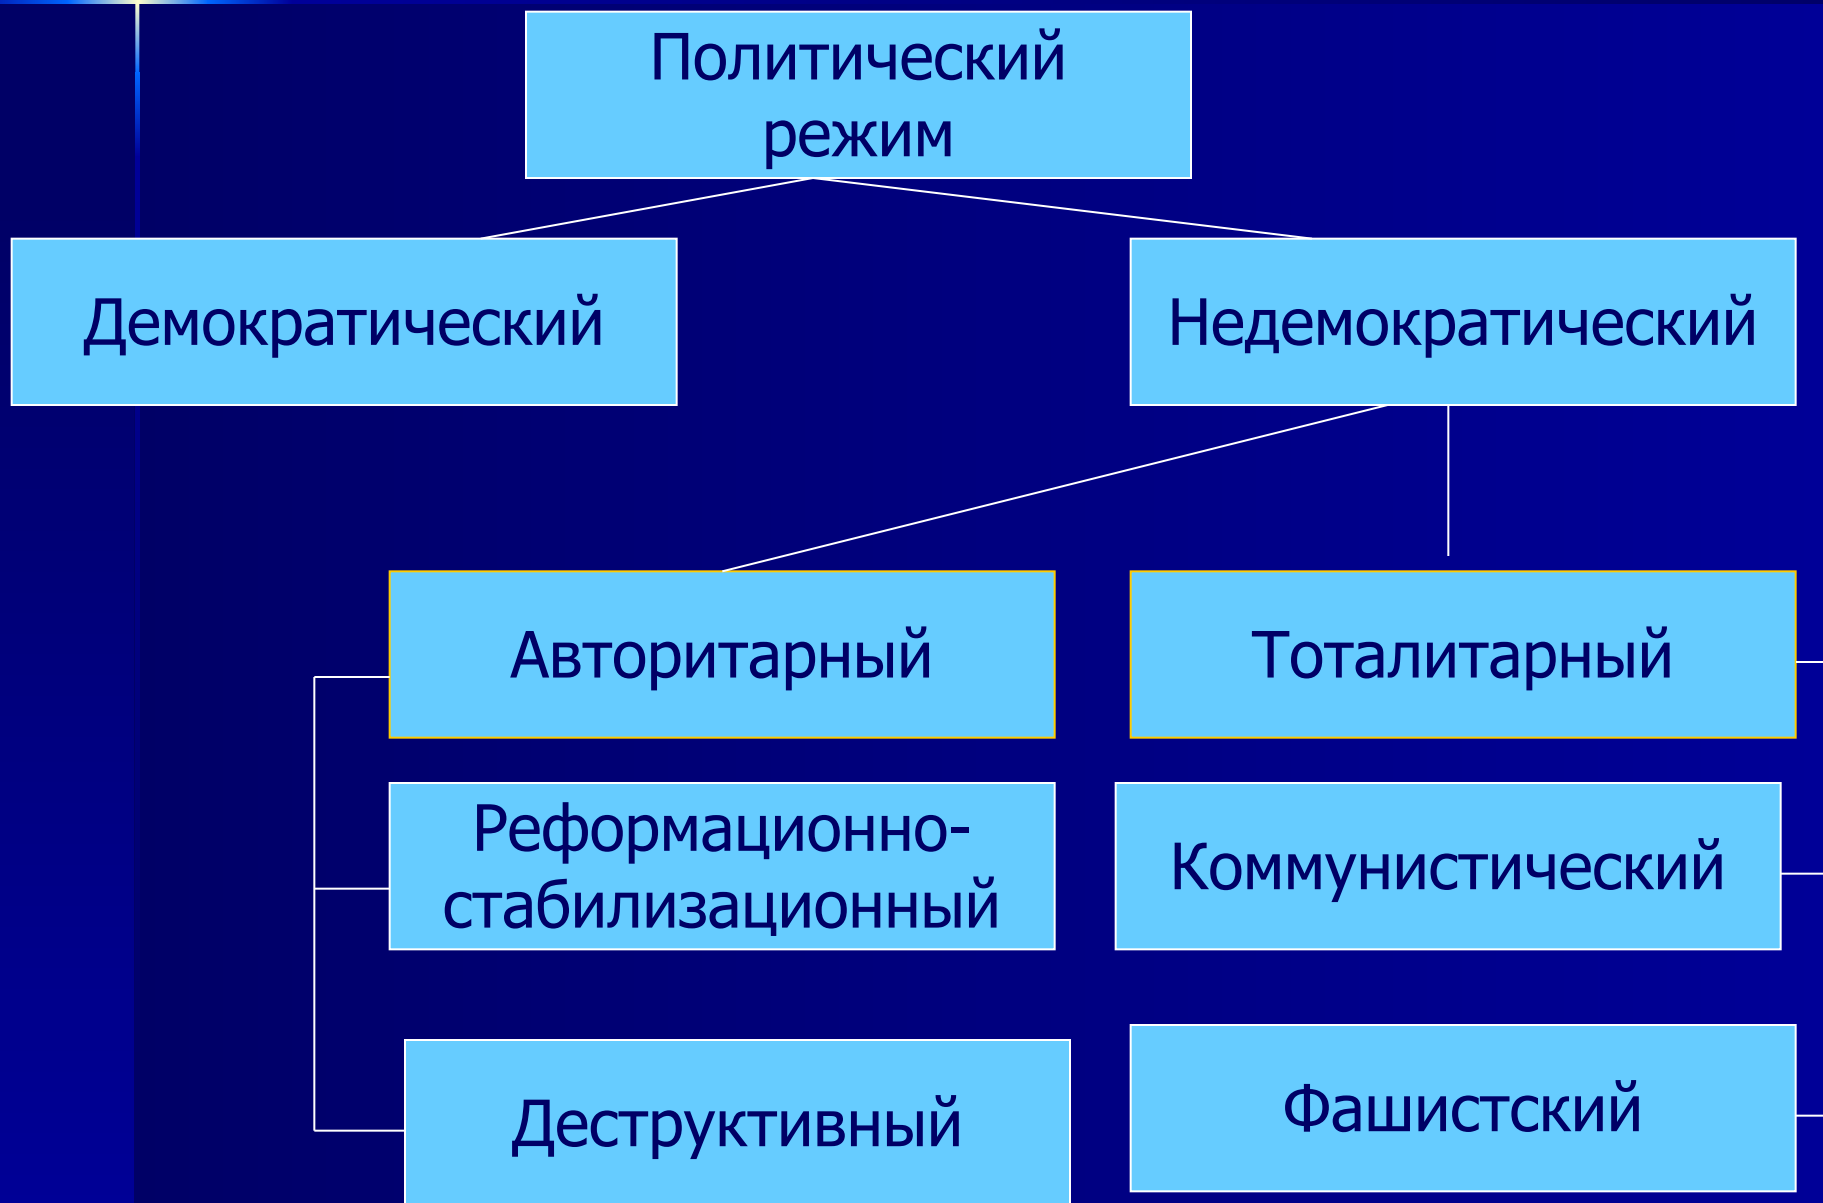 Политический
режим
Демократический
Недемократический
Авторитарный
Тоталитарный
Реформационно-
стабилизационный
Коммунистический
Деструктивный
Фашистский